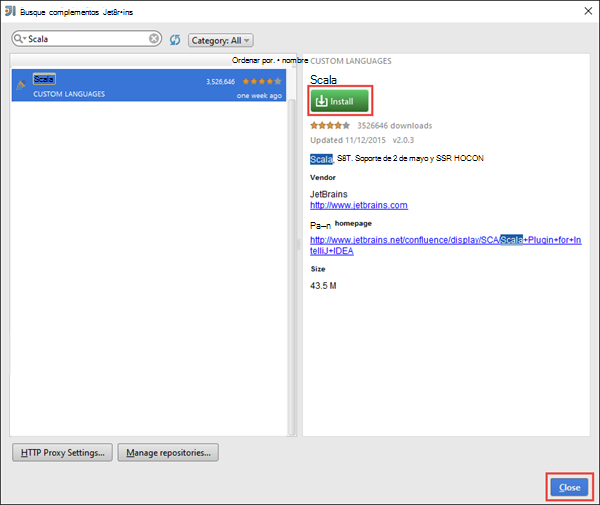 Busque complementos Jet8r•ins
Scala
Category: All
Ordenar por. • nombre
Scala 3.526.646
CUSTOM LANGUAGES one week ago
CUSTOM LANGUAGES
Scala
Install
3526646 downloads
Updated 11/12/2015 v2.0.3
Scala, S8T. Soporte de 2 de mayo y SSR HOCON
Vendor
JetBrains
http://www.jetbrains.com
Pa—n homepage
http://www.jetbrains.net/confluence/display/SCA/Scala+Plugin+for+In
telliJ+IDEA
Size
43.5 M
HTTP Proxy Settings...
Manage repositories...
Close